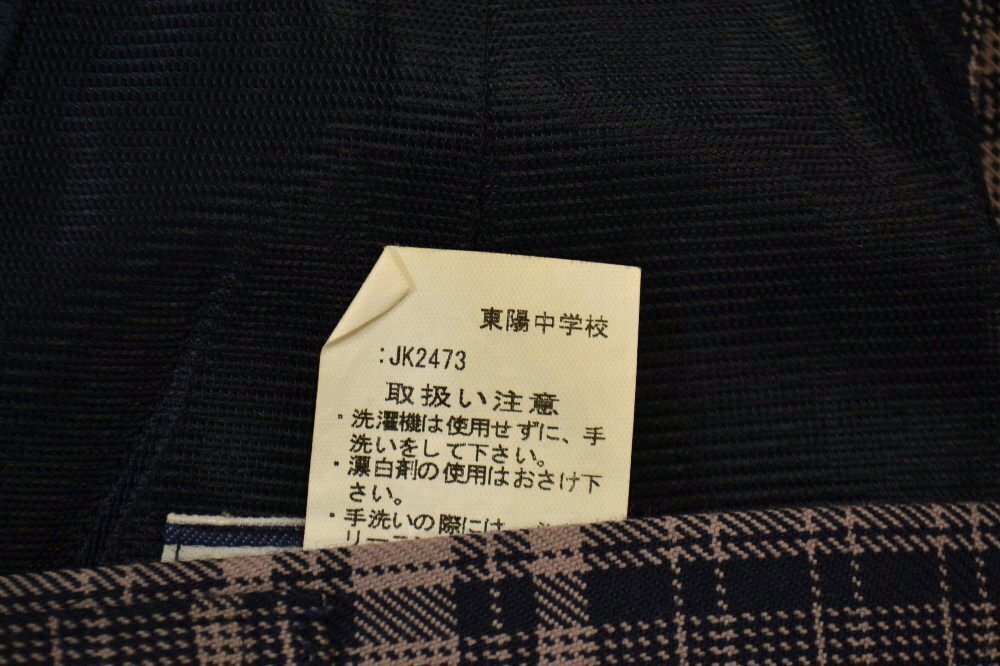 東陽中学校
:JK2473
取扱い注意
・洗濯機は使用せずに、手
洗いをして下さい。
・漂白剤の使用はおさけ下
さい。
・手洗いの際には